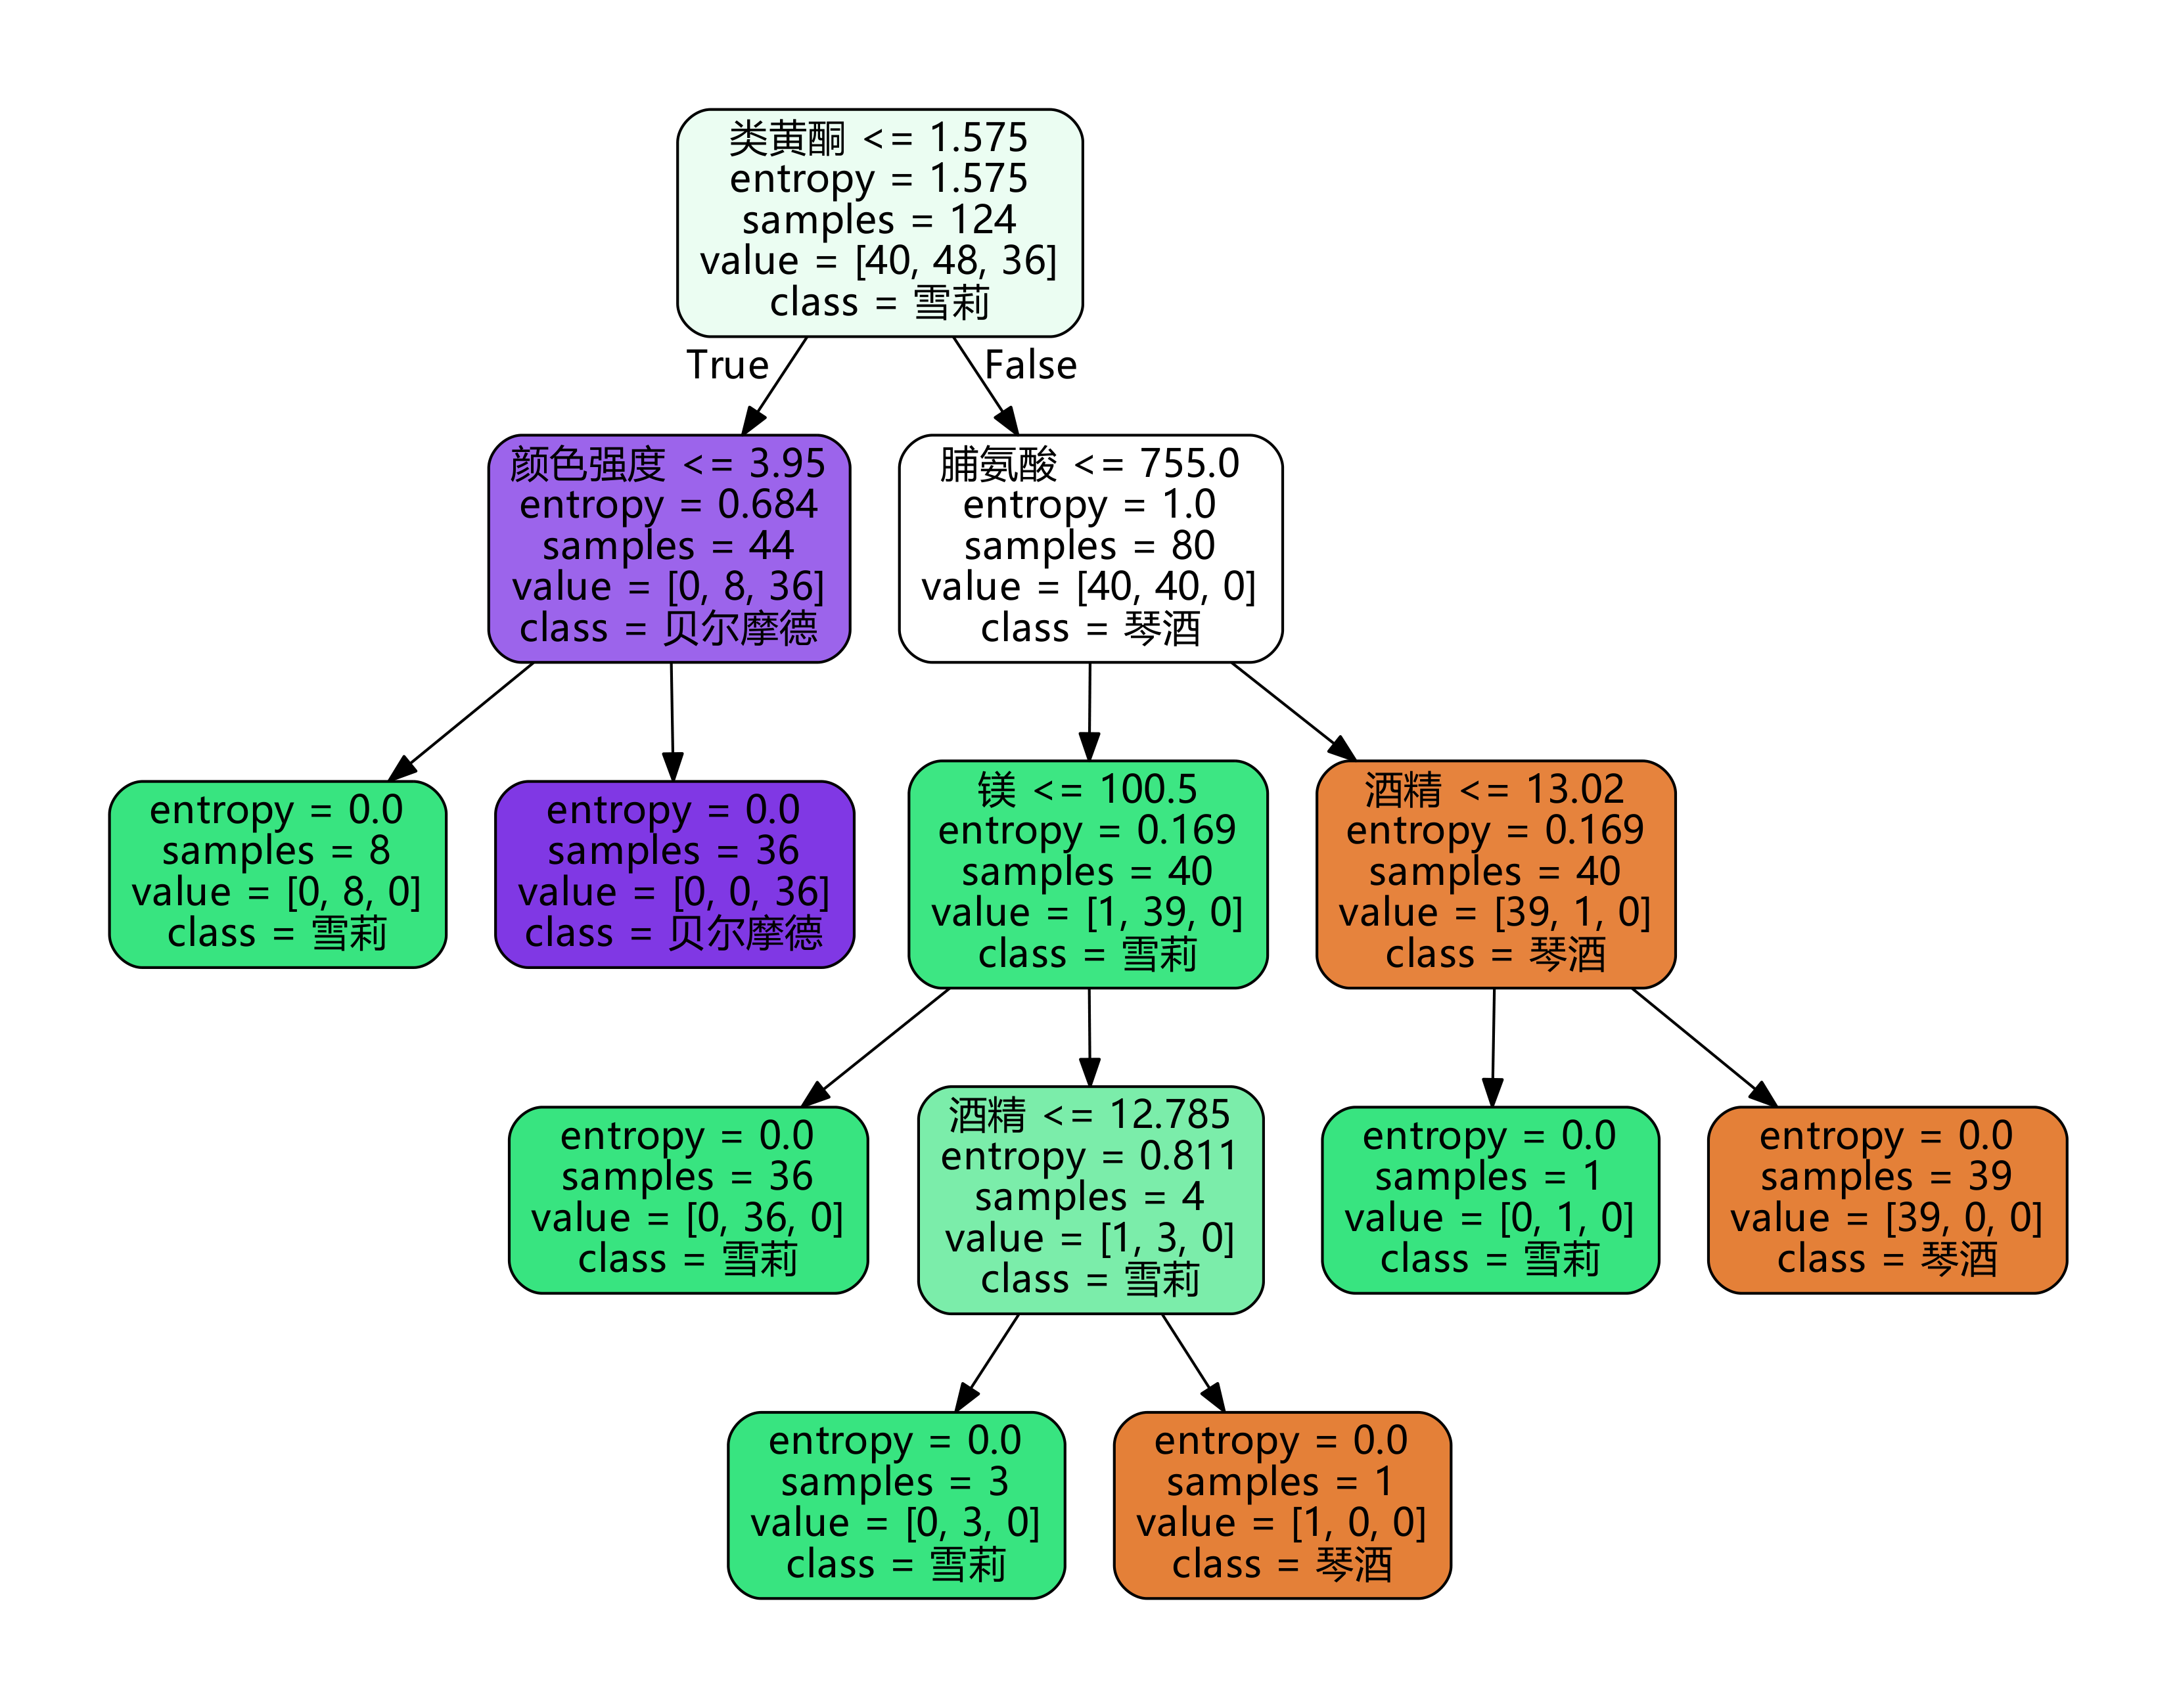 类黄酮 <= 1.575
entropy = 1.575
samples = 124
value = [40, 48, 36]
class = 雪莉
True
False
颜色强度 <= 3.95
entropy = 0.684
samples = 44
value = [0, 8, 36]
class = 贝尔摩德
脯氨酸 <= 755.0
entropy = 1.0
samples = 80
value = [40, 40, 0]
class = 琴酒
entropy = 0.0
samples = 8
value = [0, 8, 0]
class = 雪莉
entropy = 0.0
samples = 36
value = [0, 0, 36]
class = 贝尔摩德
镁 <= 100.5
entropy = 0.169
samples = 40
value = [1, 39, 0]
class = 雪莉
酒精 <= 13.02
entropy = 0.169
samples = 40
value = [39, 1, 0]
class = 琴酒
entropy = 0.0
samples = 36
value = [0, 36, 0]
class = 雪莉
酒精 <= 12.785
entropy = 0.811
samples = 4
value = [1, 3, 0]
class = 雪莉
entropy = 0.0
samples = 1
value = [0, 1, 0]
class = 雪莉
entropy = 0.0
samples = 39
value = [39, 0, 0]
class = 琴酒
entropy = 0.0
samples = 3
value = [0, 3, 0]
class = 雪莉
entropy = 0.0
samples = 1
value = [1, 0, 0]
class = 琴酒